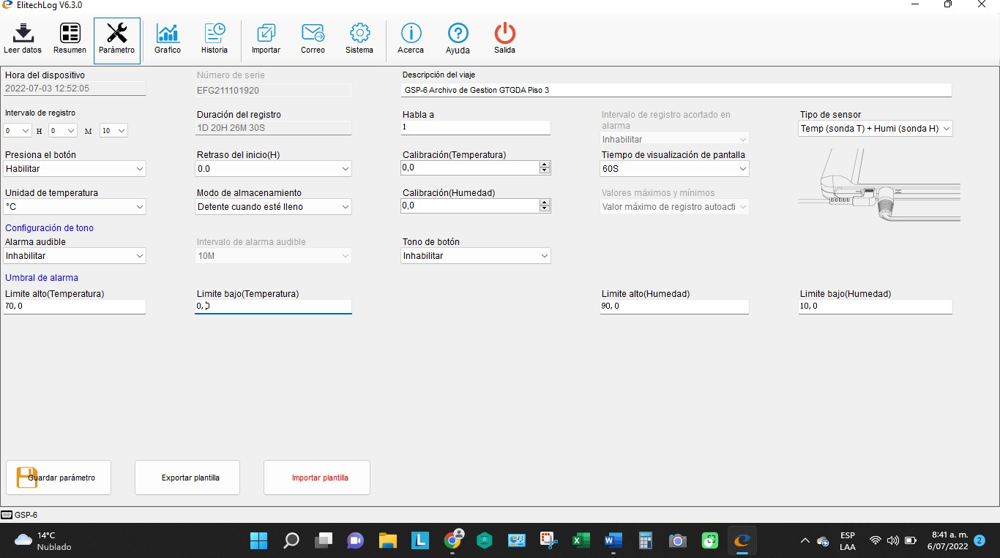 ElitechLog V6.3.0
Leer datos Resumen Parámetro Grafico Historia Importar Correo Sistema Acerca Ayuda Salida
Hora del dispositivo Número de serie Descripción del viaje
2022-07-03 12:52:05 EFG211101920 GSP-6 Archivo de Gestion GTGDA Piso 3
Intervalo de registro Duración del registro Habla a Intervalo de registro acortado en alarma Tipo de sensor
0 H 0 M 10 1D 20H 26M 30S 1 Inhabilitar Temp (sonda T) + Humi (sonda H)
Presiona el botón Retraso del inicio(H) Calibración(Temperatura) Tiempo de visualización de pantalla
Habilitar 0.0 0,0 60S
Unidad de temperatura Modo de almacenamiento Calibración(Humedad) Valores máximos y mínimos
°C Detente cuando esté lleno 0,0 Valor máximo de registro autoacti
Configuración de tono
Alarma audible Intervalo de alarma audible Tono de botón
Inhabilitar 10M Inhabilitar
Umbral de alarma
Limite alto(Temperatura) Limite bajo(Temperatura) Limite alto(Humedad) Limite bajo(Humedad)
70,0 0, 90,0 10,0
Guardar parámetro Exportar plantilla Importar plantilla
GSP-6
14°C
Nublado
ESP
LAA
8:41 a. m.
6/07/2022
2